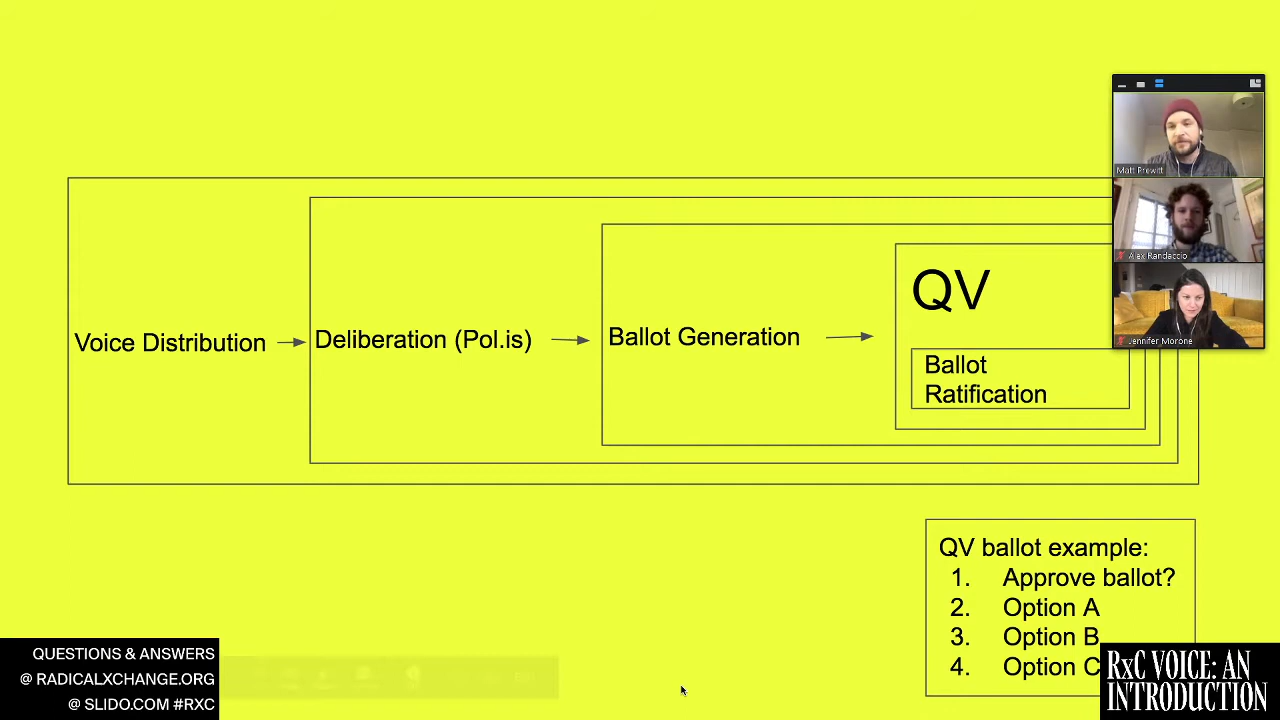 Matt Prewitt
Alex Randaccio
Jennifer Morone
Voice Distribution
Deliberation (Pol.is)
Ballot Generation
QV
Ballot
Ratification
QV ballot example:
1. Approve ballot?
2. Option A
3. Option B
4. Option C
QUESTIONS & ANSWERS
@ RADICALXCHANGE.ORG
@ SLIDO.COM #RXC
RxC VOICE: AN
INTRODUCTION